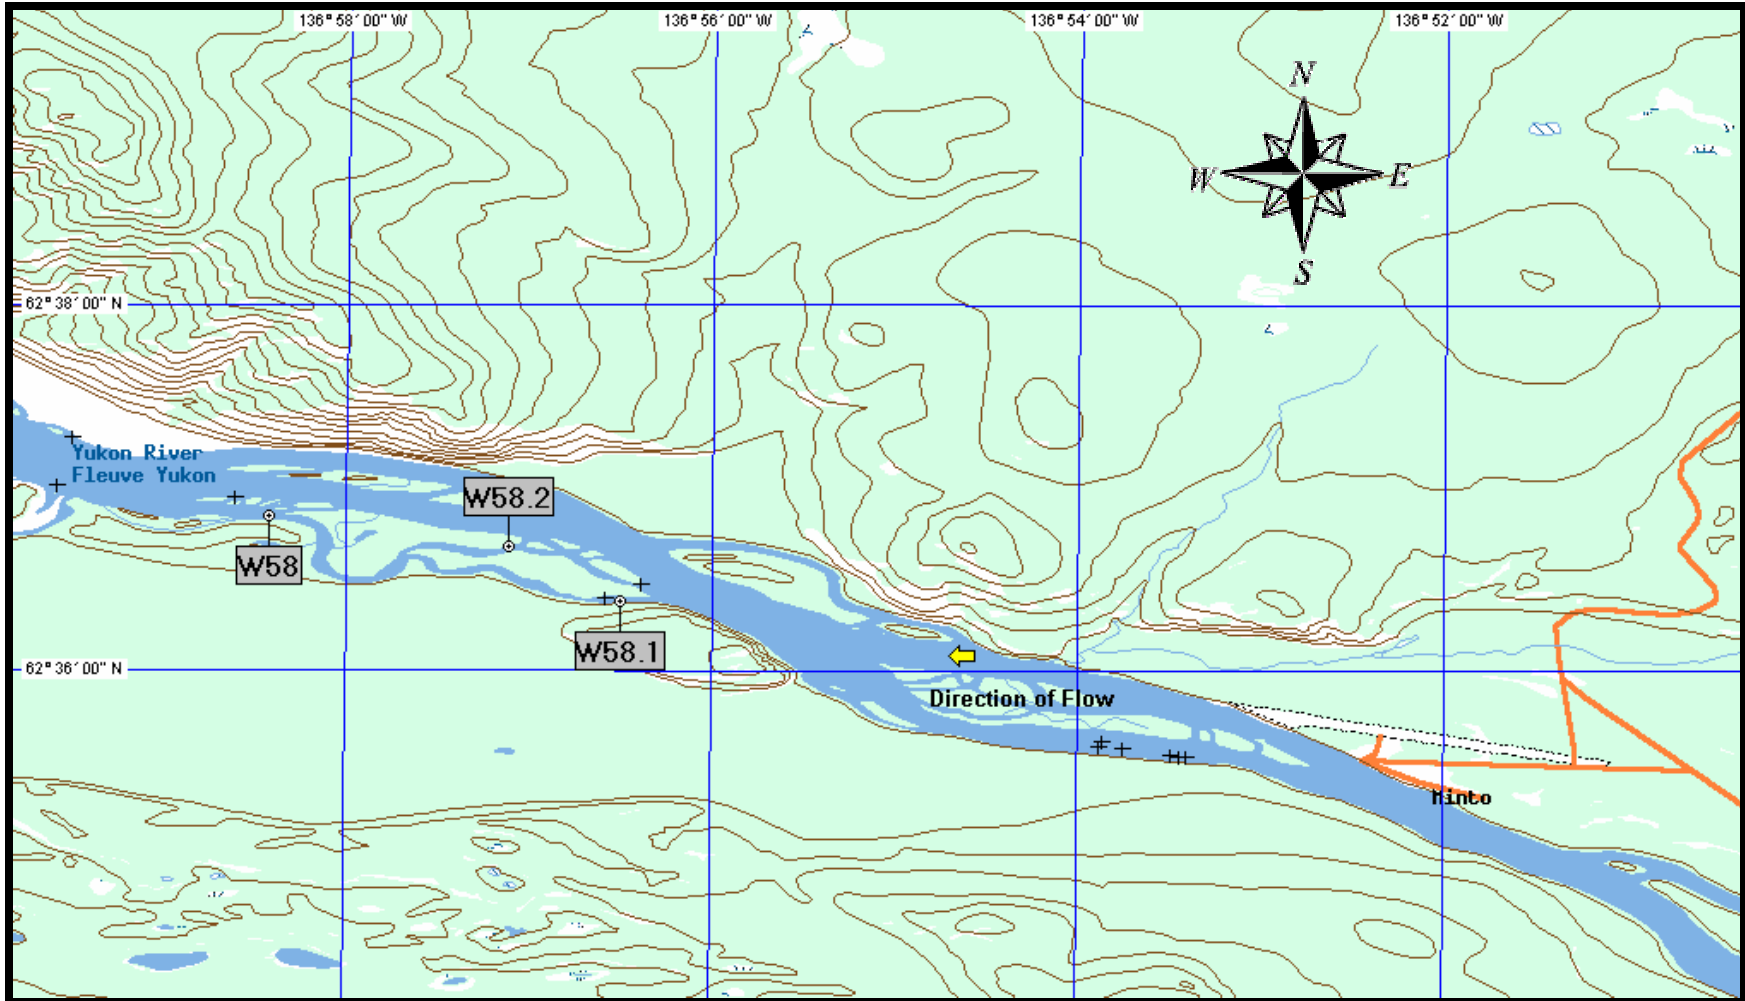 136° 58' 00" W
136° 56' 00" W
136° 54' 00" W
136° 52' 00" W
N
W
E
S
62° 38' 00" N
Yukon River
Fleuve Yukon
W58.2
W58
W58.1
62° 36' 00" N
Direction of Flow
Minto